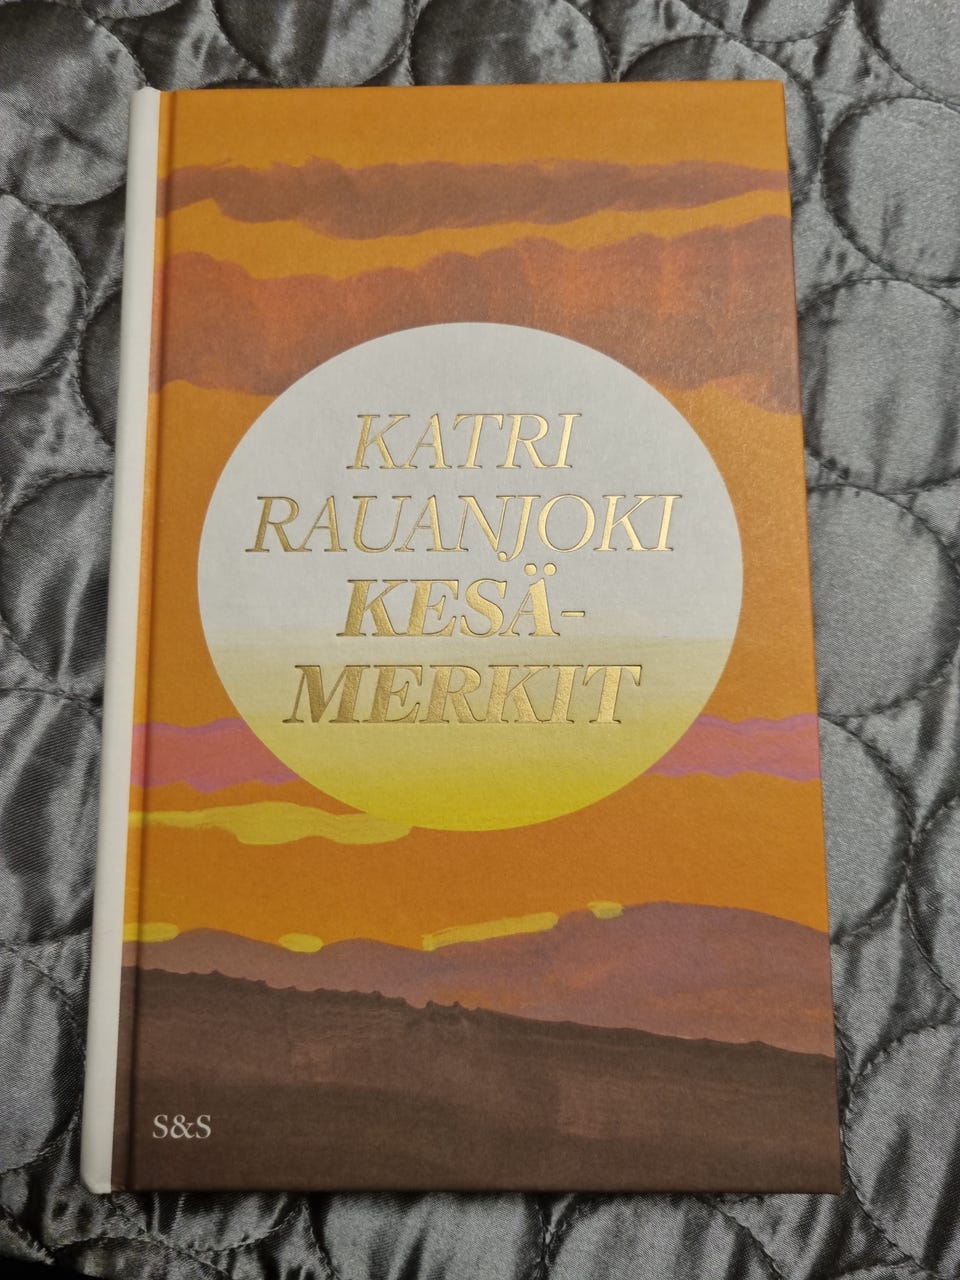 KATRI
RAUANJOKI
KESÄ-
MERKIT
S&S